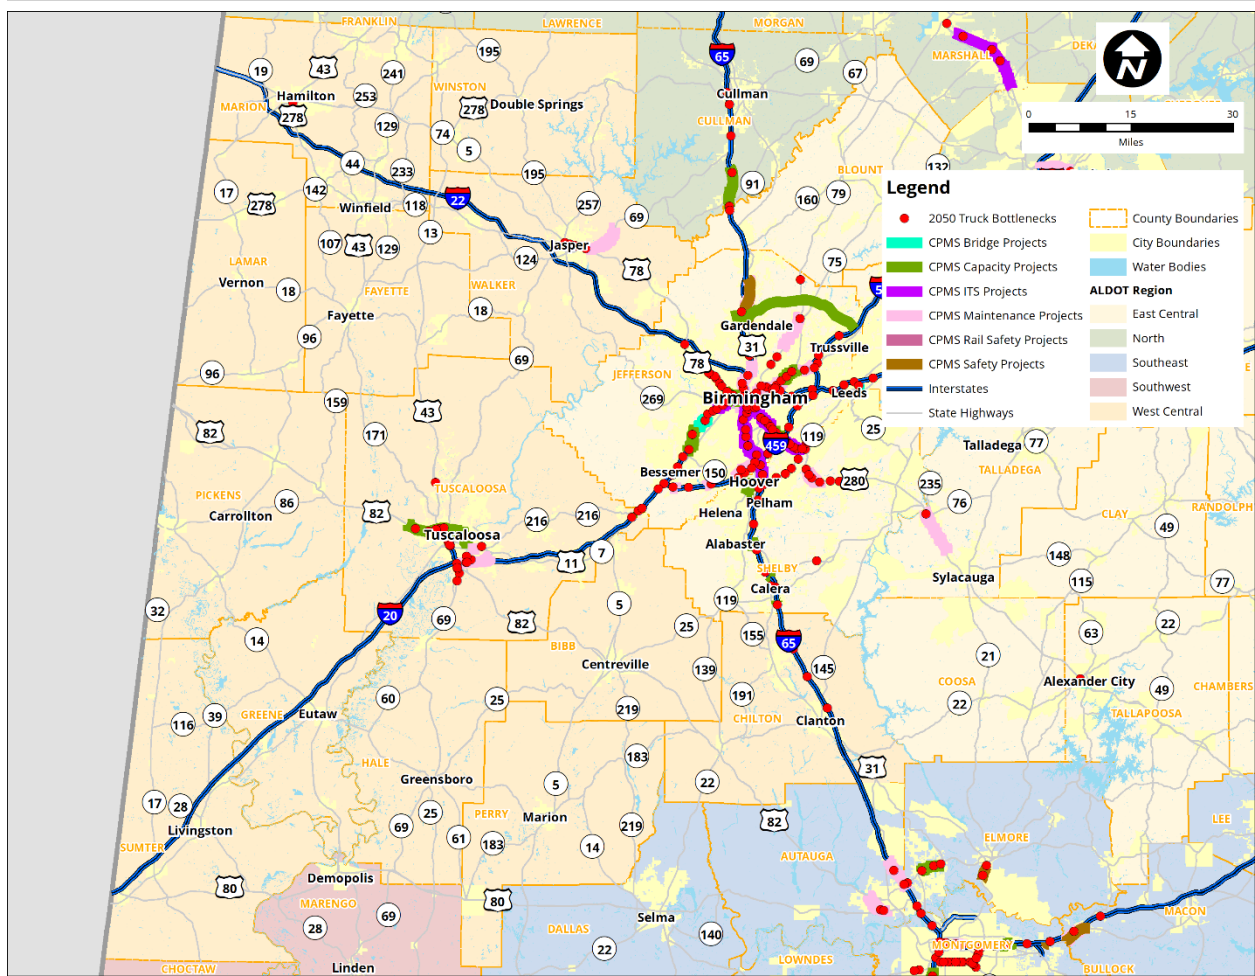 FRANKLIN
LAWRENCE
MORGAN
195
65
69
67
MARSHALL
N
19
43
241
WINSTON
Hamilton
253
278
Double Springs
Cullman
MARION
278
CULLMAN
0 15 30
Miles
129
74
5
44
233
195
91
BLOUNT
132
17
278
142
118
22
257
69
160
79
Winfield
13
107
43
129
Jasper
124
78
75
LAMAR
Vernon
18
FAYETTE
WALKER
Fayette
18
Gardendale
96
31
Trussville
69
78
96
JEFFERSON
159
269
Birmingham
Leeds
43
82
171
459
119
25
Talladega
77
Bessemer
150
TALLADEGA
Hoover
280
235
PICKENS
TUSCALOOSA
86
Pelham
76
RANDOLPH
Carrollton
82
216
216
Helena
CLAY
49
Tuscaloosa
Alabaster
7
11
148
SHELBY
Sylacauga
115
77
Calera
32
20
5
119
69
82
25
155
65
63
22
14
BIBB
Centreville
139
145
21
COOSA
Alexander City
49
CHAMBERS
60
25
191
22
116
39
GREENE
Eutaw
219
CHILTON
Clanton
TALLAPOOSA
HALE
183
31
Greensboro
5
22
17
28
25
PERRY
Marion
82
LEE
Livingston
69
61
219
183
14
ELMORE
SUMTER
AUTAUGA
80
Demopolis
80
MARENGO
69
Selma
MACON
28
DALLAS
140
22
MONTGOMERY
LOWNDES
CHOCTAW
Linden
BULLOCK
Legend
2050 Truck Bottlenecks
CPMS Bridge Projects
CPMS Capacity Projects
CPMS ITS Projects
CPMS Maintenance Projects
CPMS Rail Safety Projects
CPMS Safety Projects
Interstates
State Highways
County Boundaries
City Boundaries
Water Bodies
ALDOT Region
East Central
North
Southeast
Southwest
West Central